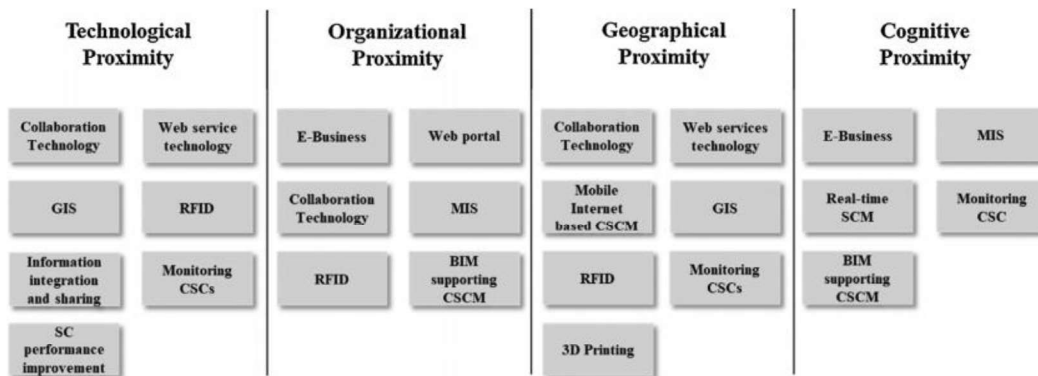 Technological
Proximity
Collaboration
Technology
Web service
technology
GIS
RFID
Information
integration
and sharing
Monitoring
CSCs
SC
performance
improvement
Organizational
Proximity
E-Business
Web portal
Collaboration
Technology
MIS
RFID
BIM
supporting
CSCM
Geographical
Proximity
Collaboration
Technology
Web services
technology
Mobile
Internet
based CSCM
GIS
RFID
Monitoring
CSCs
3D Printing
Cognitive
Proximity
E-Business
MIS
Real-time
SCM
Monitoring
CSC
BIM
supporting
CSCM